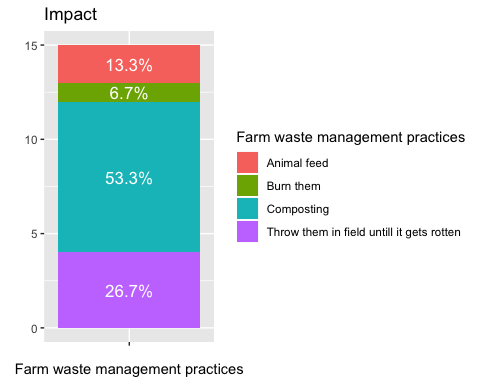 Impact
15
10
5
0
13.3%
6.7%
53.3%
26.7%
Farm waste management practices
Farm waste management practices
Animal feed
Burn them
Composting
Throw them in field untill it gets rotten